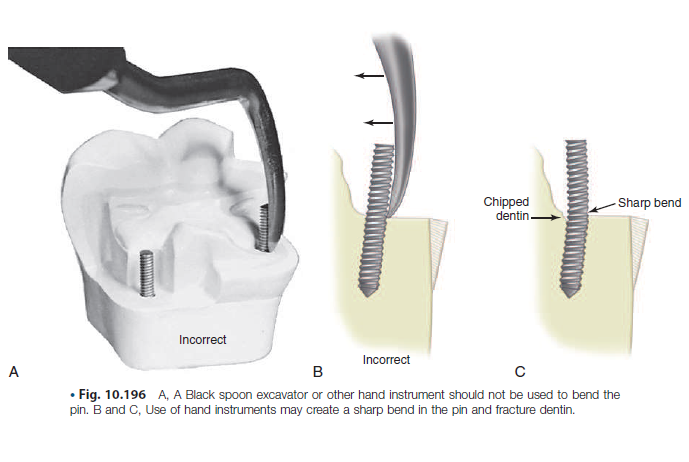 Chipped
dentin
Sharp bend
Incorrect
Incorrect
A
B
C
• Fig. 10.196 A, A Black spoon excavator or other hand instrument should not be used to bend the
pin. B and C, Use of hand instruments may create a sharp bend in the pin and fracture dentin.